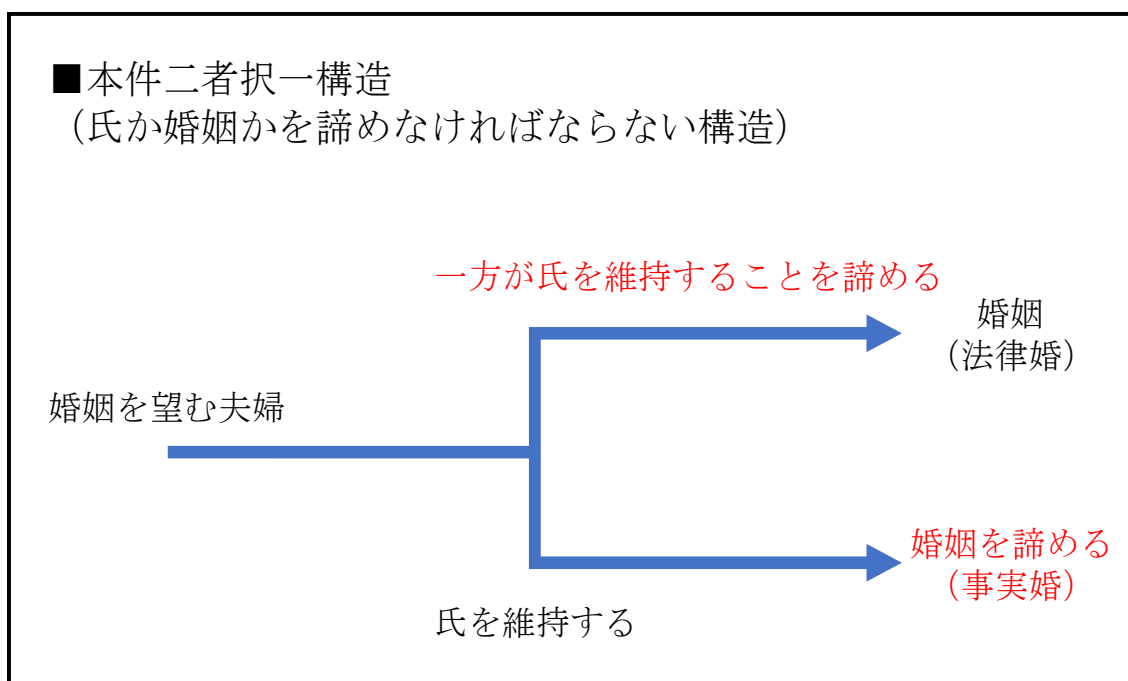 ■本件二者択一構造
（氏か婚姻かを諦めなければならない構造）
一方が氏を維持することを諦める
婚姻
（法律婚）
婚姻を望む夫婦
婚姻を諦める
（事実婚）
氏を維持する